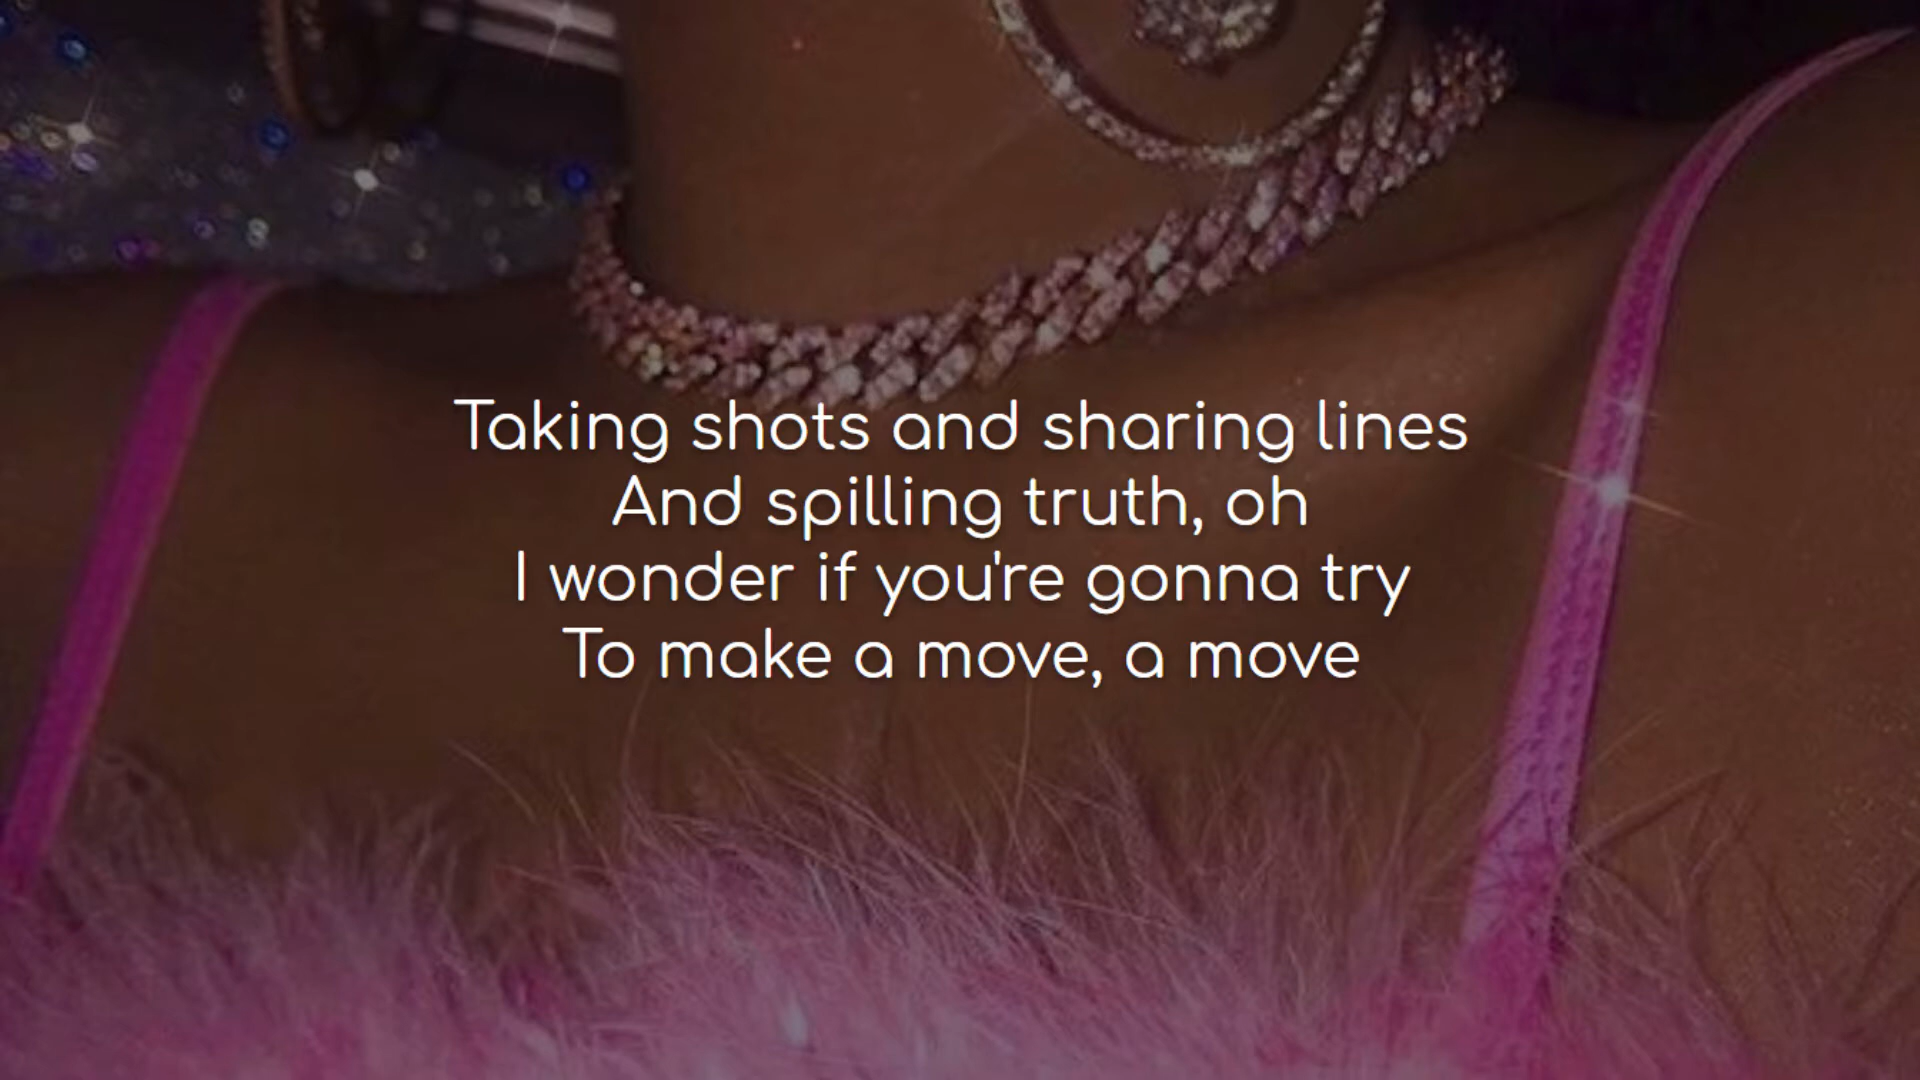 Taking shots and sharing lines
And spilling truth, oh
I wonder if you're gonna try
To make a move, a move